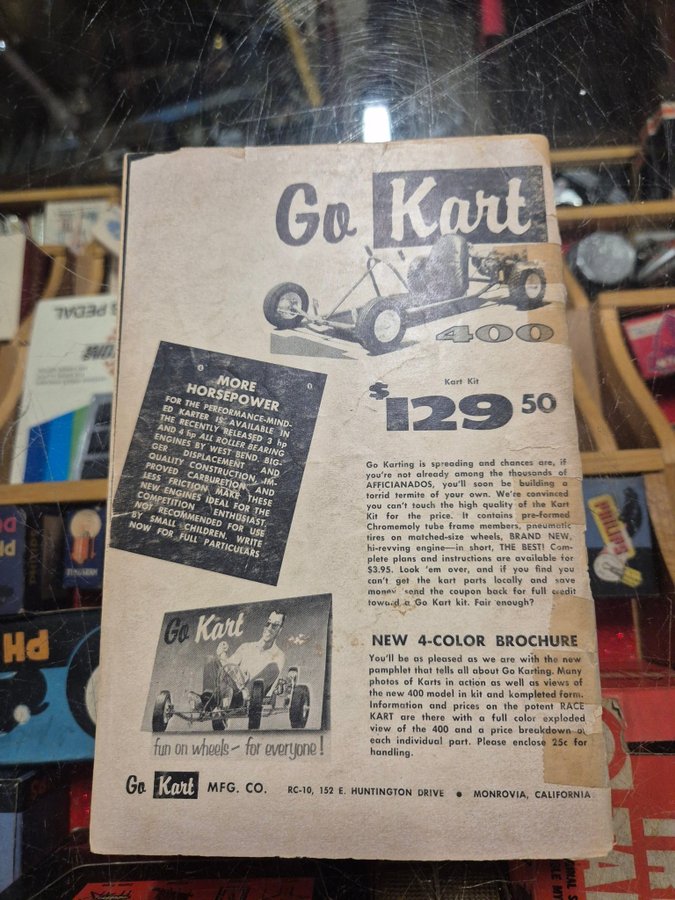 Go Kart
400
Kart Kit
$129 50
MORE
HORSEPOWER
FOR THE PERFORMANCE-MIND-
ED KARTER IS AVAILABLE IN
THE RECENTLY RELEASED 3 hp
AND 4 hp ALL ROLLER BEARING
ENGINES BY WEST BEND. BIG-
GER DISPLACEMENT AND
QUALITY CONSTRUCTION, IM-
PROVED CARBURETION, AND
LESS FRICTION MAKE THESE
NEW ENGINES IDEAL FOR THE
COMPETITION ENTHUSIAST.
NOT RECOMMENDED FOR USE
BY SMALL CHILDREN. WRITE
NOW FOR FULL PARTICULARS
Go Karting is spreading and chances are, if
you're not already among the thousands of
AFFICIANADOS, you'll soon be building a
torrid termite of your own. We're convinced
you can't touch the high quality of the Kart
Kit for the price. It contains pre-formed
Chromemoly tube frame members, pneumatic
tires on matched-size wheels, BRAND NEW,
hi-revving engine—in short, THE BEST! Com-
plete plans and instructions are available for
$3.95. Look 'em over, and if you find you
can't get the kart parts locally and save
money send the coupon back for full credit
toward a Go Kart kit. Fair enough?
Go Kart
fun on wheels - for everyone!
NEW 4-COLOR BROCHURE
You'll be as pleased as we are with the new
pamphlet that tells all about Go Karting. Many
photos of Karts in action as well as views of
the new 400 model in kit and kompleted form.
Information and prices on the potent RACE
KART are there with a full color exploded
view of the 400 and a price breakdown of
each individual part. Please enclose 25c for
handling.
Go Kart MFG. CO. RC-10, 152 E. HUNTINGTON DRIVE • MONROVIA, CALIFORNIA
PEDAL
PHILIPS
PH